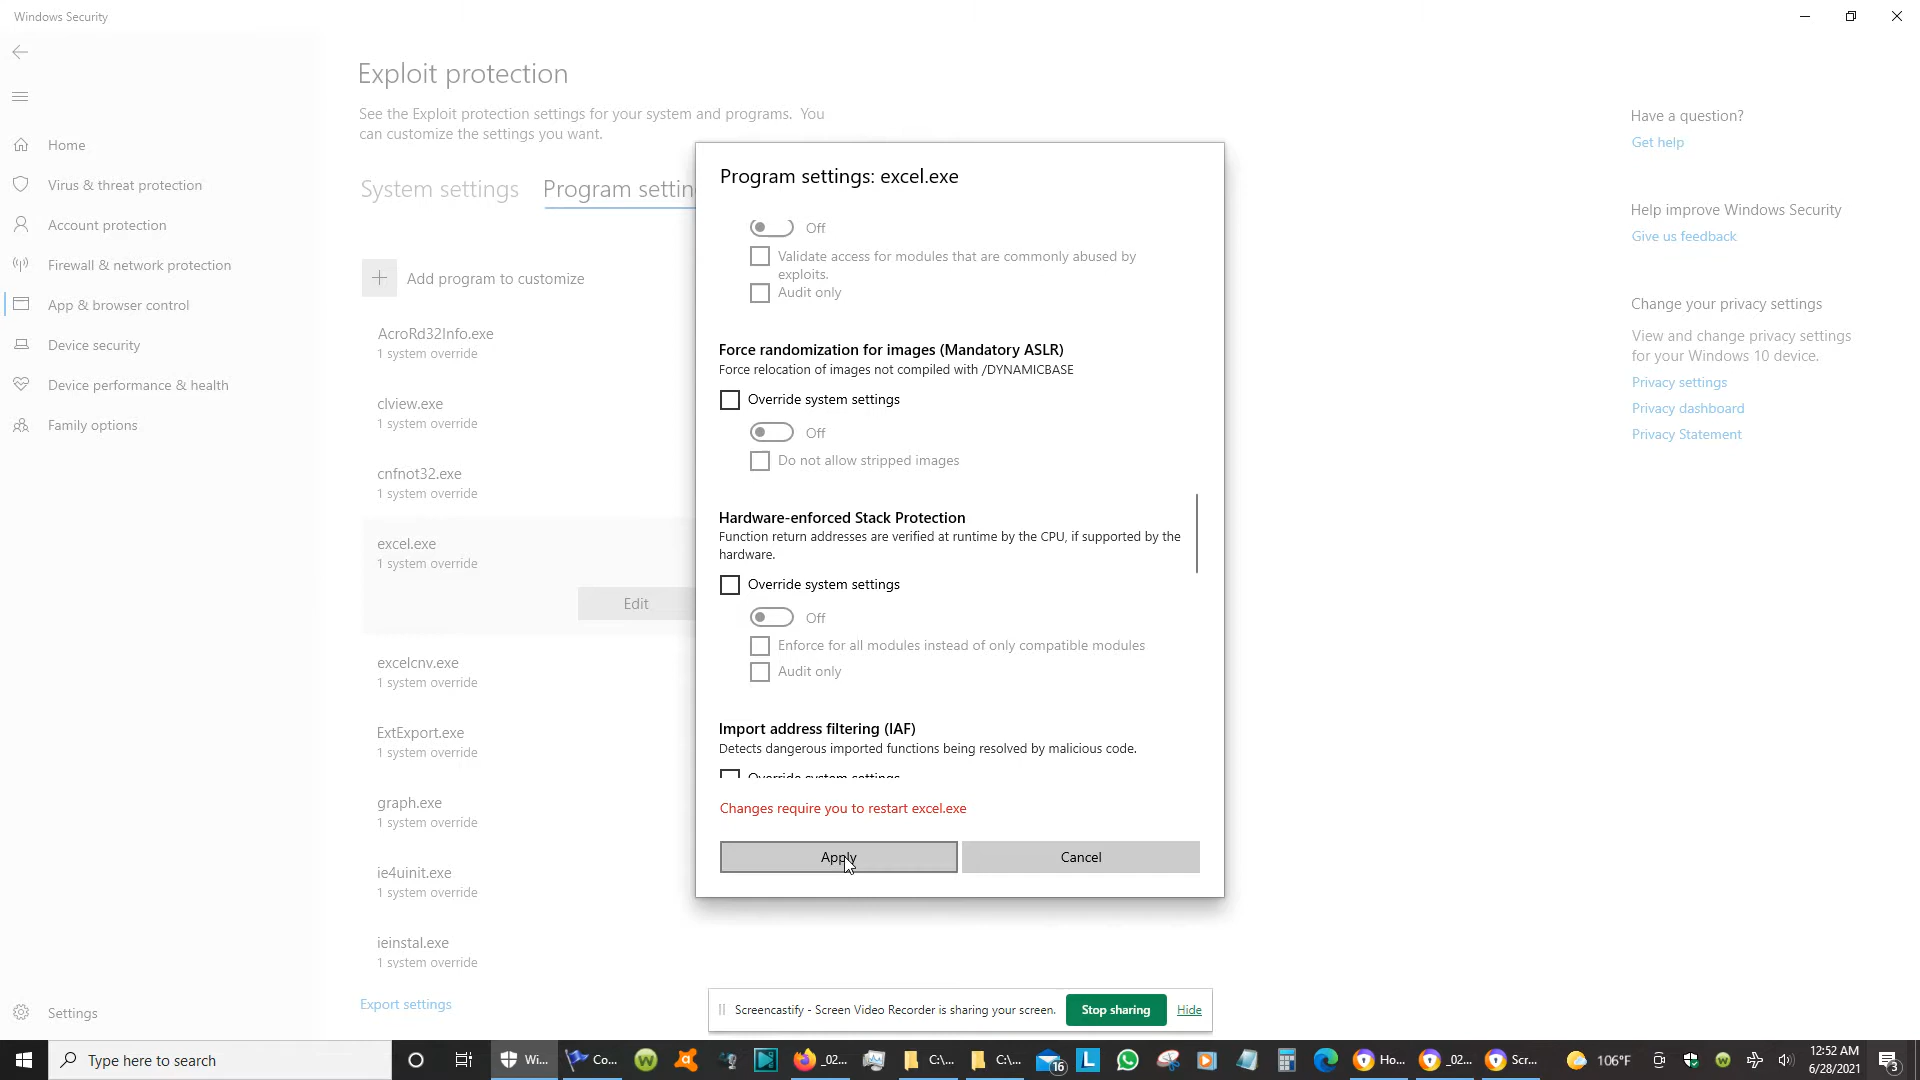 Windows Security
Exploit protection
See the Exploit protection settings for your system and programs. You
can customize the settings you want.
System settings
Program settin
Home
Virus & threat protection
Account protection
Firewall & network protection
App & browser control
Device security
Device performance & health
Family options
Settings
Add program to customize
AcroRd32Info.exe
1 system override
clview.exe
1 system override
cnfnot32.exe
1 system override
excel.exe
1 system override
Edit
excelcnv.exe
1 system override
ExtExport.exe
1 system override
graph.exe
1 system override
ie4uinit.exe
1 system override
ieinstal.exe
1 system override
Export settings
Program settings: excel.exe
Off
Validate access for modules that are commonly abused by
exploits.
Audit only
Force randomization for images (Mandatory ASLR)
Force relocation of images not compiled with /DYNAMICBASE
Override system settings
Off
Do not allow stripped images
Hardware-enforced Stack Protection
Function return addresses are verified at runtime by the CPU, if supported by the
hardware.
Override system settings
Off
Enforce for all modules instead of only compatible modules
Audit only
Import address filtering (IAF)
Detects dangerous imported functions being resolved by malicious code.
Override system settings
Changes require you to restart excel.exe
Apply
Cancel
Have a question?
Get help
Help improve Windows Security
Give us feedback
Change your privacy settings
View and change privacy settings
for your Windows 10 device.
Privacy settings
Privacy dashboard
Privacy Statement
Screencastify - Screen Video Recorder is sharing your screen.
Stop sharing
Hide
Type here to search
Wi...
Co...
_02...
C:\...
C:\...
16
L
Ho...
_02...
Scr...
106°F
12:52 AM
6/28/2021
3